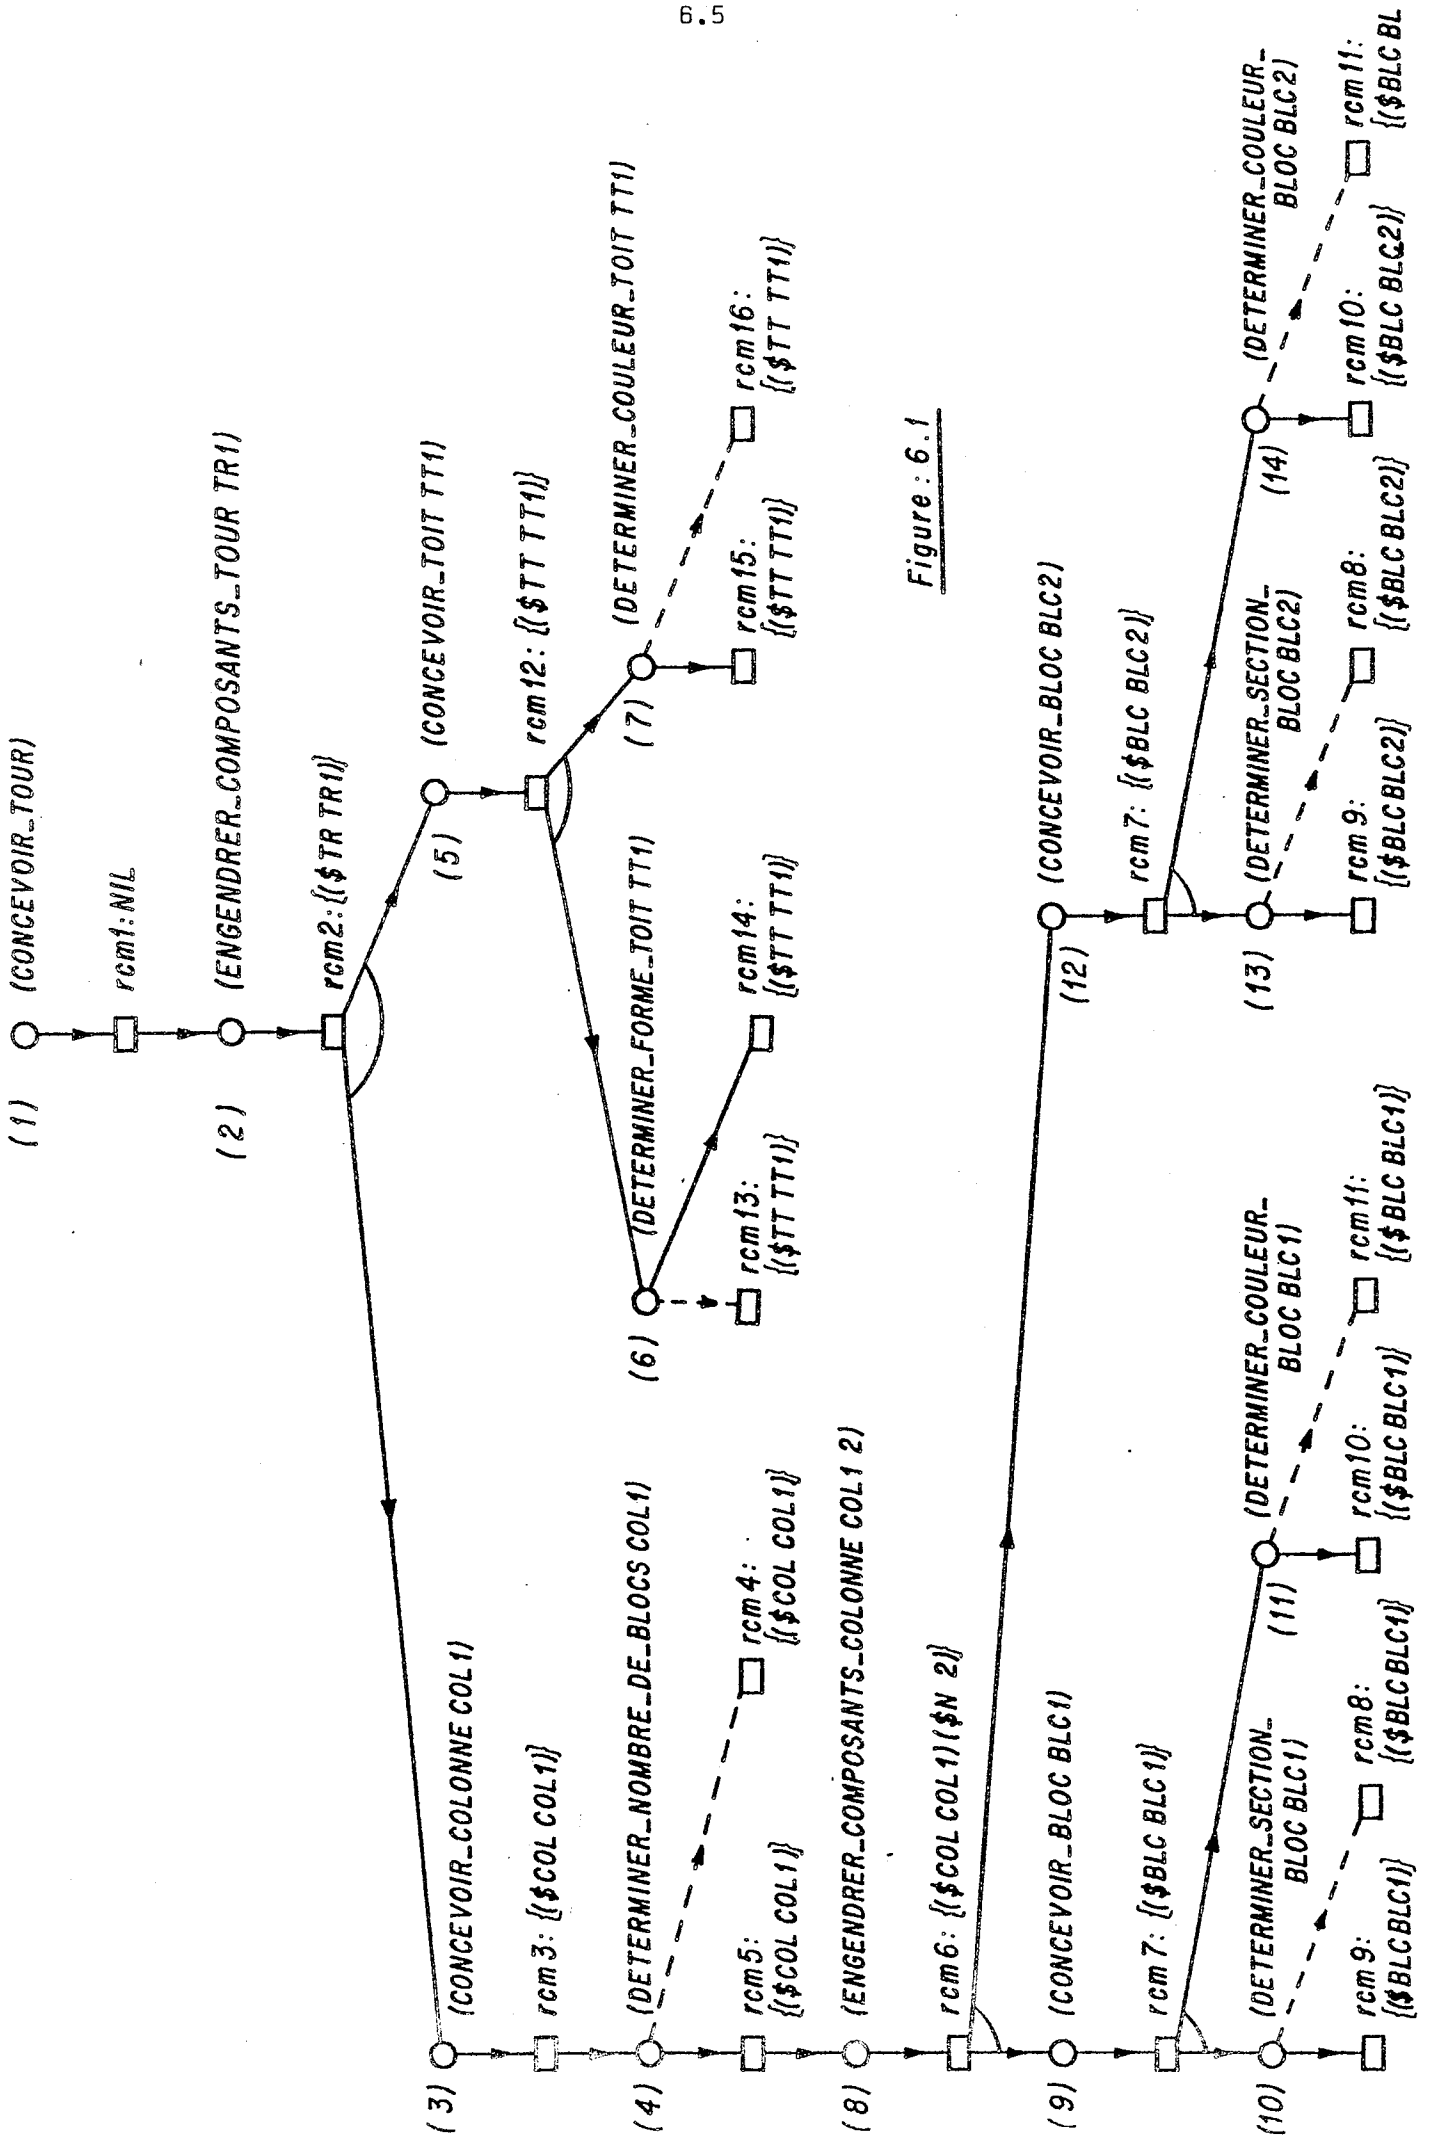 6.5
(1)
(CONCEVOIR_TOUR)
rcm1:NIL
(2)
(ENGENDRER_COMPOSANTS_TOUR TR1)
rcm2:{($TR TR1)}
(3)
(CONCEVOIR_COLONNE COL1)
(5)
(CONCEVOIR_TOIT TT1)
rcm3: {($COL COL1)}
rcm12: {($TT TT1)}
(4)
(DETERMINER_NOMBRE_DE_BLOCS COL1)
(6)
(DETERMINER_FORME_TOIT TT1)
(7)
(DETERMINER_COULEUR_TOIT TT1)
rcm5:
{($COL COL1)}
rcm4:
{($COL COL1)}
rcm13:
{($TT TT1)}
rcm14:
{($TT TT1)}
rcm15:
{($TT TT1)}
rcm16:
{($TT TT1)}
(8)
(ENGENDRER_COMPOSANTS_COLONNE COL1 2)
Figure : 6.1
rcm6: {($COL COL1)($N 2)}
(9)
(CONCEVOIR_BLOC BLC1)
(12)
(CONCEVOIR_BLOC BLC2)
rcm7: {($BLC BLC1)}
rcm7: {($BLC BLC2)}
(10)
(DETERMINER_SECTION_
BLOC BLC1)
(11)
(DETERMINER_COULEUR_
BLOC BLC1)
(13)
(DETERMINER_SECTION_
BLOC BLC2)
(14)
(DETERMINER_COULEUR_
BLOC BLC2)
rcm9:
{($BLC BLC1)}
rcm8:
{($BLC BLC1)}
rcm10:
{($BLC BLC1)}
rcm11:
{($BLC BLC1)}
rcm9:
{($BLC BLC2)}
rcm8:
{($BLC BLC2)}
rcm10:
{($BLC BLC2)}
rcm11:
{($BLC BL